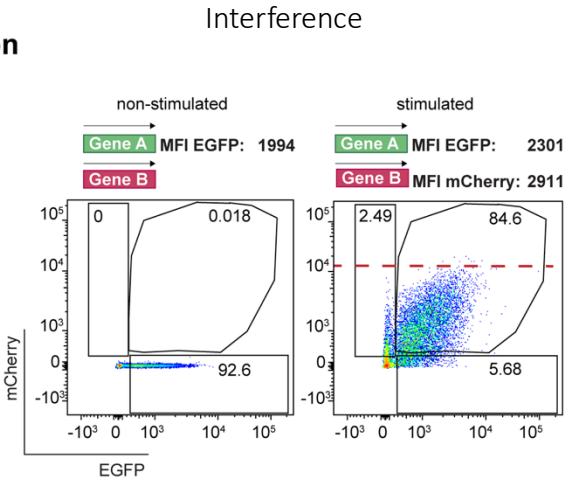 Interference
on
non-stimulated
Gene A MFI EGFP: 1994
Gene B
stimulated
Gene A MFI EGFP: 2301
Gene B MFI mCherry: 2911
0 0.018
92.6
10⁵
10⁴
10³
0
-10³
-10³ 0 10³ 10⁴ 10⁵
2.49 84.6
5.68
10⁵
10⁴
10³
0
-10³
-10³ 0 10³ 10⁴ 10⁵
mCherry
EGFP